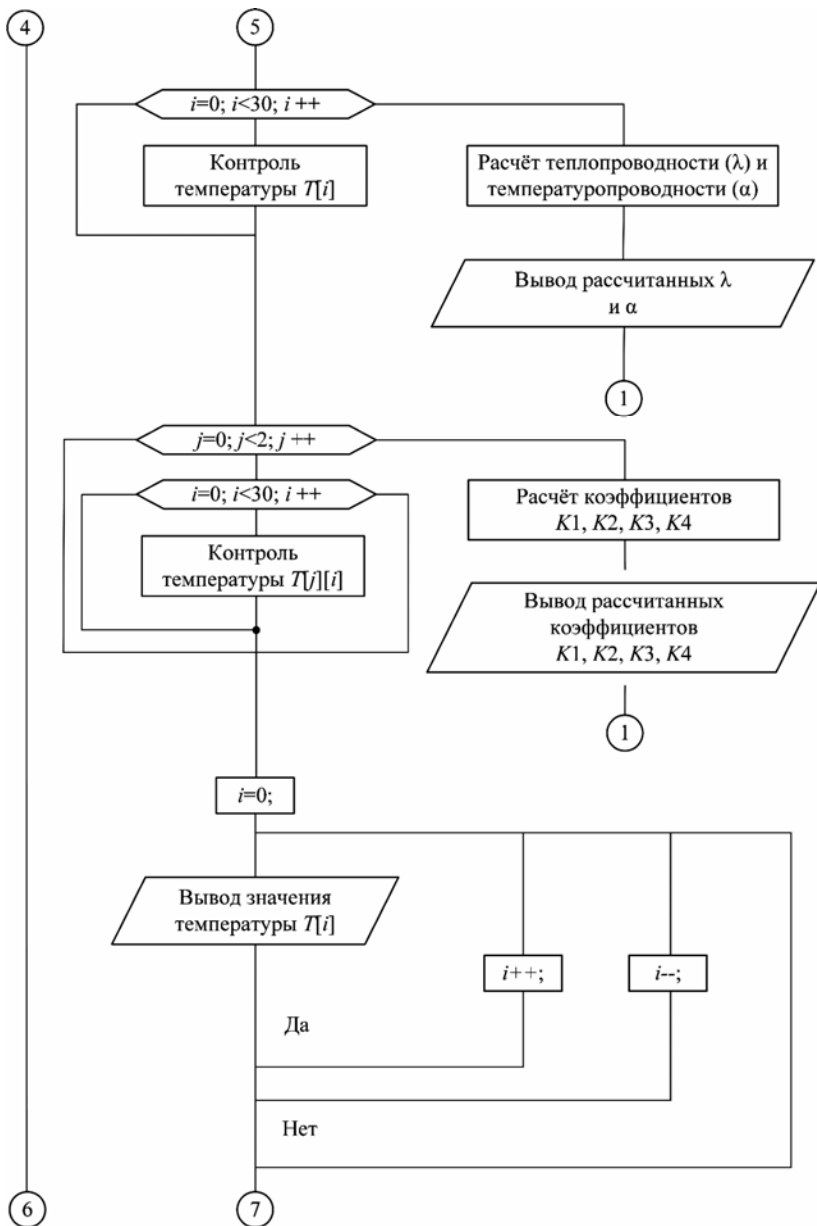 4
5
i=0; i<30; i ++
Контроль
температуры T[i]
Расчёт теплопроводности (λ) и
температуропроводности (α)
Вывод рассчитанных λ
и α
1
j=0; j<2; j ++
i=0; i<30; i ++
Контроль
температуры T[j][i]
Расчёт коэффициентов
K1, K2, K3, K4
Вывод рассчитанных
коэффициентов
K1, K2, K3, K4
1
i=0;
Вывод значения
температуры T[i]
i++;
i--;
Да
Нет
6
7